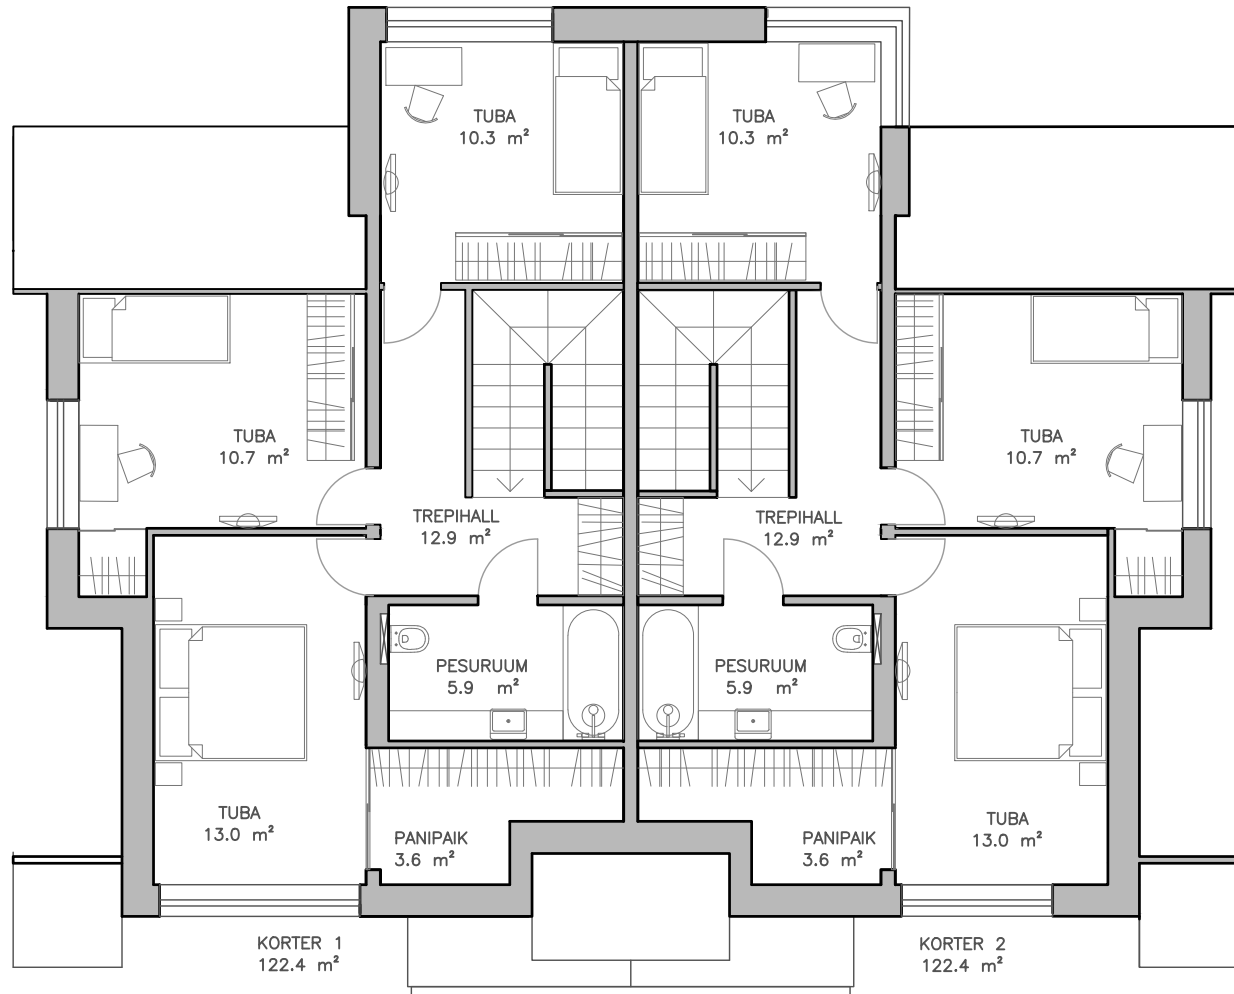 TUBA
10.3 m²
TUBA
10.3 m²
TUBA
10.7 m²
TUBA
10.7 m²
TREPIHALL
12.9 m²
TREPIHALL
12.9 m²
PESURUUM
5.9 m²
PESURUUM
5.9 m²
TUBA
13.0 m²
PANIPAIK
3.6 m²
PANIPAIK
3.6 m²
TUBA
13.0 m²
KORTER 1
122.4 m²
KORTER 2
122.4 m²